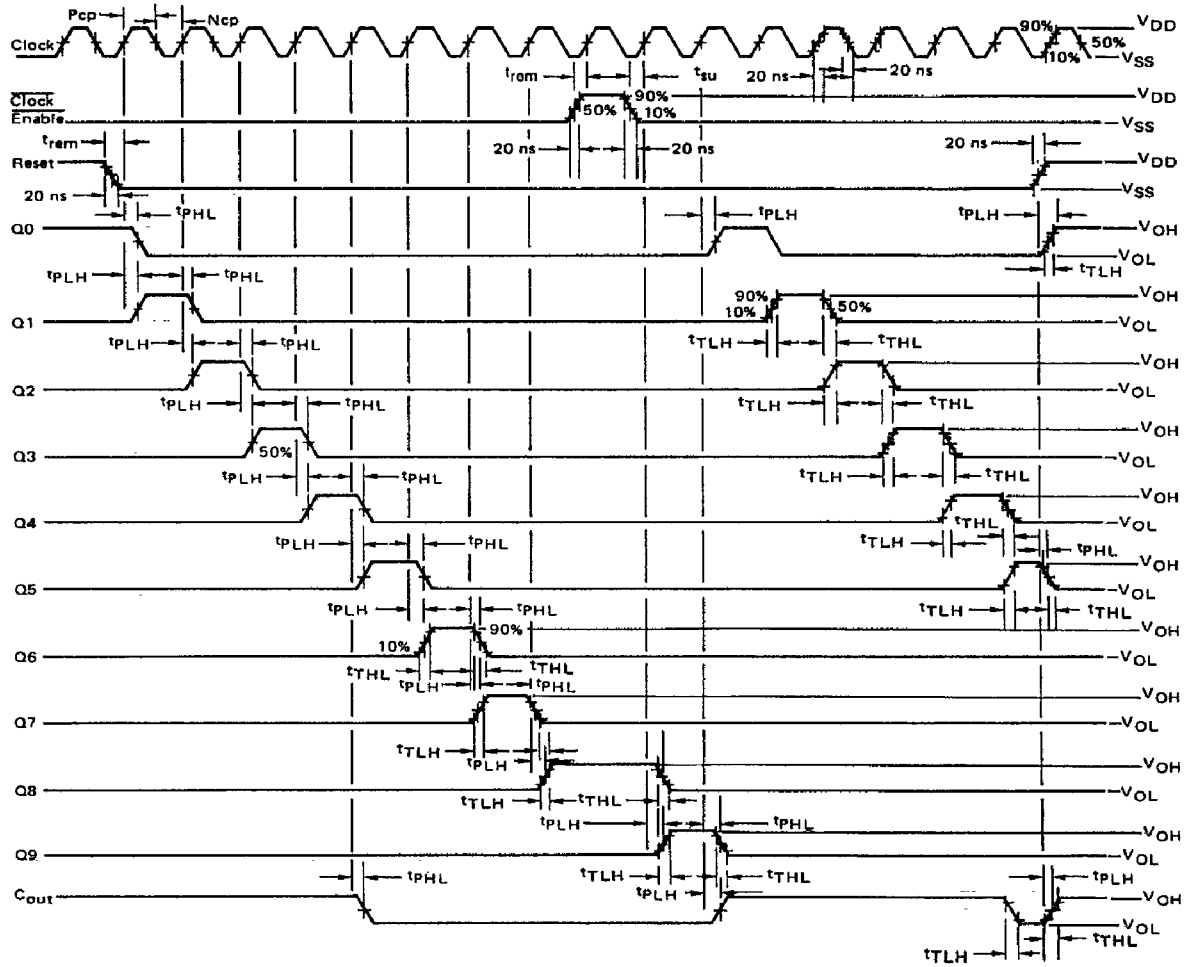 Pcp Ncp
Clock 90% 50% 10% VDD VSS
trem tsu 20 ns 20 ns
Clock Enable 50% 90% 10% VDD VSS
trem 20 ns 20 ns 20 ns
Reset VDD VSS
20 ns tPHL tPLH tPLH
Q0 VOH VOL
tPLH tPHL tTLH
Q1 90% 10% 50% VOH VOL
tPLH tPHL tTLH tTHL
Q2 VOH VOL
tPLH tPHL tTLH tTHL
Q3 50% VOH VOL
tPLH tPHL tTLH tTHL
Q4 tTHL VOH VOL
tPLH tPHL tTLH tPHL
Q5 VOH VOL
tPLH tPHL tTLH tTHL
Q6 10% 90% VOH VOL
tTHL tTHL
tPLH tPHL
Q7 VOH VOL
tTLH tPLH
Q8 VOH VOL
tTLH tTHL
tPLH tPHL
Q9 VOH VOL
tPHL tTLH tTHL tPLH
tPLH
Cout VOH VOL
tTLH tTHL